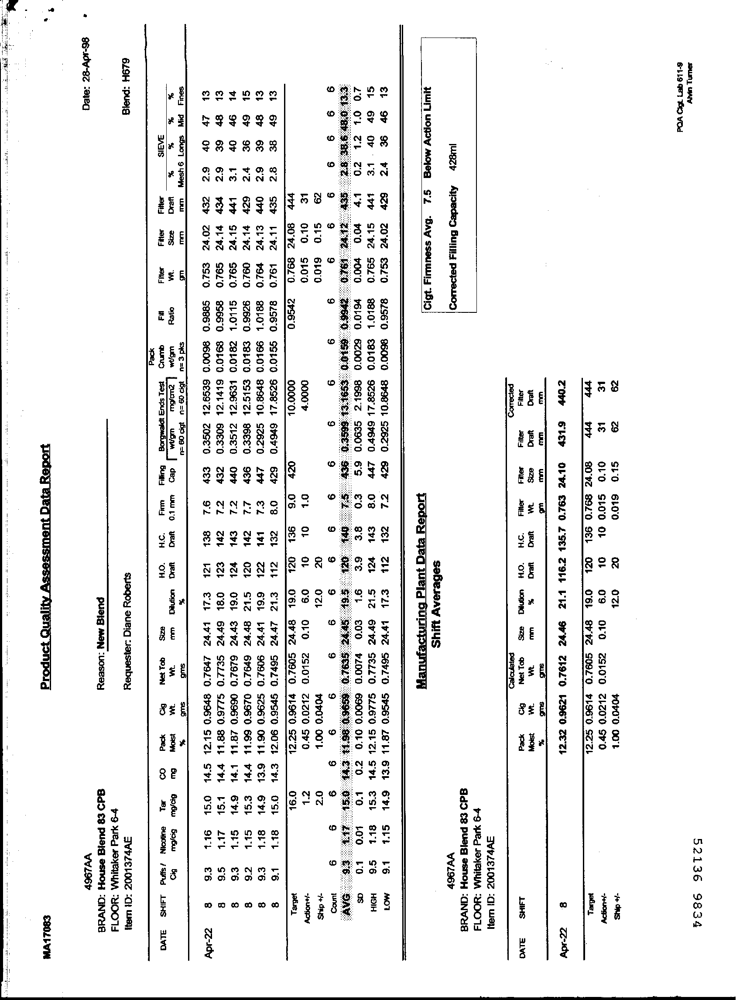 MA17083
Product Quality Assessment Data Report
Date: 28-Apr-98
4967AA
BRAND: House Blend 83 CPB
Reason: New Blend
Blend: H679
FLOOR: Whitaker Park 6-4
Item ID: 2001374AE
Requester: Diane Roberts
DATE SHIFT Puffs / Cig Nicotine mg/cig Tar mg/cig CO mg Pack Moist % Cig Wt. gms Net Tob Wt. gms Size mm Dilution % H.O. Draft H.C. Draft Firm 0.1 mm Filling Cap Borgwaldt Ends Test wt/gm n= 60 cigt mg/cm2 n= 60 cigt Pack Crumb wt/gm n= 3 pks Fill Ratio Filter Wt. gm Filter Size mm Filter Draft mm SIEVE % Mesh 6 % Longs % Mid % Fines
Apr-22 8 9.3 1.16 15.0 14.5 12.15 0.9648 0.7647 24.41 17.3 121 138 7.6 433 0.3502 12.6539 0.0098 0.9885 0.753 24.02 432 2.9 40 47 13
8 9.5 1.17 15.1 14.4 11.88 0.9775 0.7735 24.49 18.0 123 142 7.2 432 0.3309 12.1419 0.0168 0.9958 0.765 24.14 434 2.9 39 48 13
8 9.3 1.15 14.9 14.1 11.87 0.9690 0.7679 24.43 19.0 124 143 7.2 440 0.3512 12.9631 0.0182 1.0115 0.765 24.15 441 3.1 40 46 14
8 9.2 1.15 15.3 14.4 11.99 0.9670 0.7649 24.48 21.5 120 142 7.7 436 0.3398 12.5153 0.0183 0.9926 0.760 24.14 429 2.4 36 49 15
8 9.3 1.18 14.9 13.9 11.90 0.9625 0.7606 24.41 19.9 122 141 7.3 447 0.2925 10.8648 0.0166 1.0188 0.764 24.13 440 2.9 39 48 13
8 9.1 1.18 15.0 14.3 12.06 0.9545 0.7495 24.47 21.3 112 132 8.0 429 0.4949 17.8526 0.0155 0.9578 0.761 24.11 435 2.8 38 49 13
Target 16.0 12.25 0.9614 0.7605 24.48 19.0 120 136 9.0 420 10.0000 0.9542 0.768 24.08 444
Action+/- 1.2 0.45 0.0212 0.0152 0.10 6.0 10 10 1.0 4.0000 0.015 0.10 31
Ship +/- 2.0 1.00 0.0404 12.0 20 0.019 0.15 62
Count 6 6 6 6 6 6 6 6 6 6 6 6 6 6 6 6 6 6 6 6 6 6 6 6
AVG 9.3 1.17 15.0 14.3 11.98 0.9659 0.7635 24.45 19.5 120 140 7.5 436 0.3599 13.1653 0.0159 0.9942 0.761 24.12 435 2.8 38.6 48.0 13.3
SD 0.1 0.01 0.1 0.2 0.10 0.0069 0.0074 0.03 1.6 3.9 3.8 0.3 5.9 0.0635 2.1998 0.0029 0.0194 0.004 0.04 4.1 0.2 1.2 1.0 0.7
HIGH 9.5 1.18 15.3 14.5 12.15 0.9775 0.7735 24.49 21.5 124 143 8.0 447 0.4949 17.8526 0.0183 1.0188 0.765 24.15 441 3.1 40 49 15
LOW 9.1 1.15 14.9 13.9 11.87 0.9545 0.7495 24.41 17.3 112 132 7.2 429 0.2925 10.8648 0.0098 0.9578 0.753 24.02 429 2.4 36 46 13
Manufacturing Plant Data Report
Shift Averages
Cigt. Firmness Avg. 7.5 Below Action Limit
Corrected Filling Capacity 428ml
4967AA
BRAND: House Blend 83 CPB
FLOOR: Whitaker Park 6-4
Item ID: 2001374AE
DATE SHIFT Pack Moist % Cig Wt. gms Calculated Net Tob Wt. gms Size mm Dilution % H.O. Draft H.C. Draft Filter Wt. gm Filter Size mm Filter Draft mm Corrected Filter Draft mm
Apr-22 8 12.32 0.9621 0.7612 24.46 21.1 116.2 135.7 0.763 24.10 431.9 440.2
Target 12.25 0.9614 0.7605 24.48 19.0 120 136 0.768 24.08 444 444
Action+/- 0.45 0.0212 0.0152 0.10 6.0 10 10 0.015 0.10 31 31
Ship +/- 1.00 0.0404 12.0 20 0.019 0.15 62 62
PQA Cigt. Lab 611-9
Alvin Turner
52136 9834